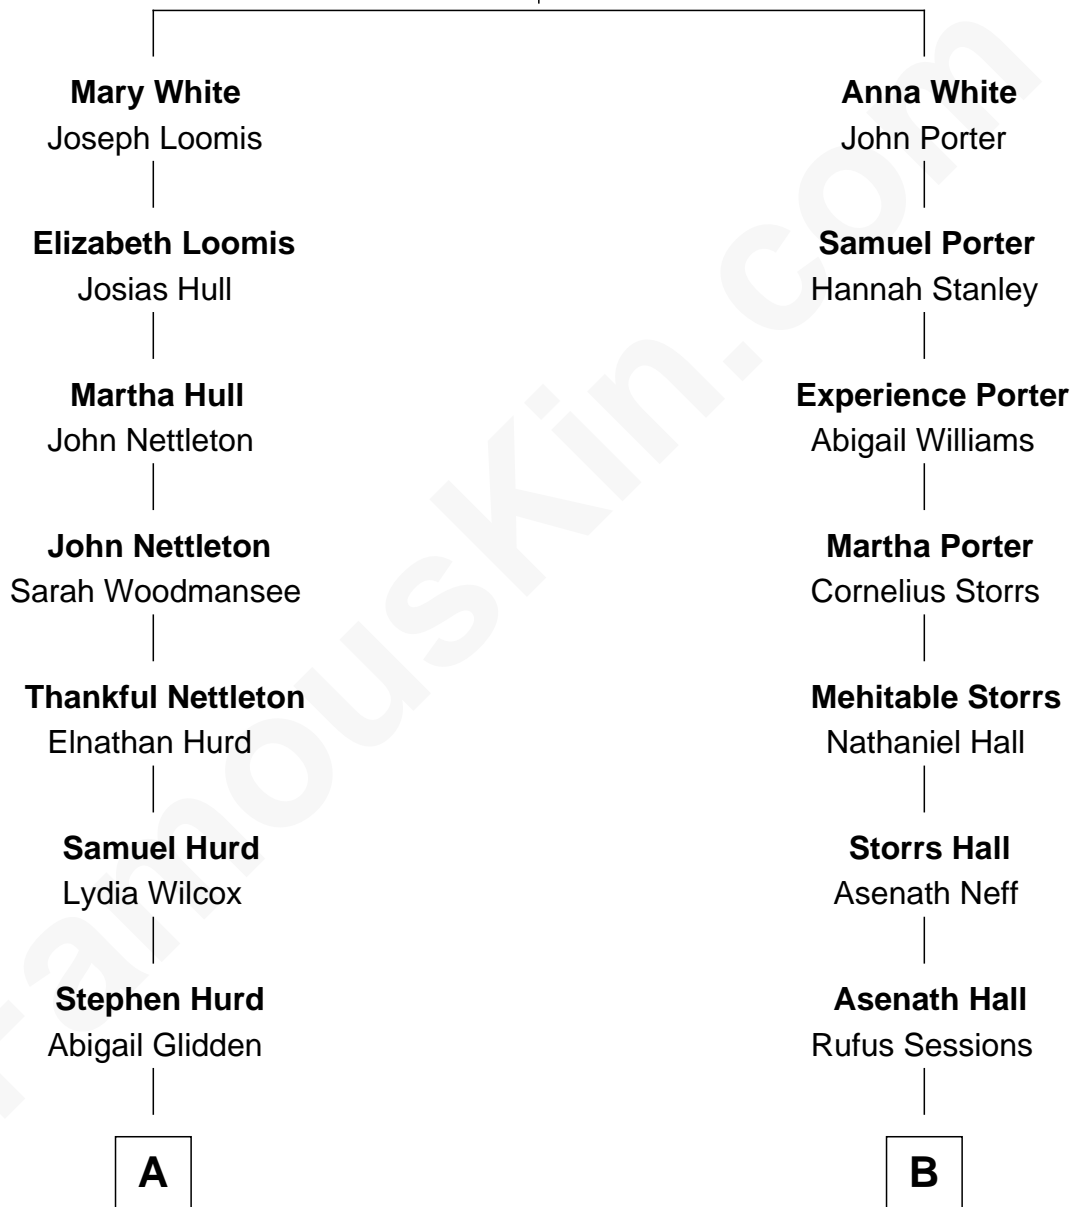 Mary White
Joseph Loomis
Elizabeth Loomis
Josias Hull
Martha Hull
John Nettleton
John Nettleton
Sarah Woodmansee
Thankful Nettleton
Elnathan Hurd
Samuel Hurd
Lydia Wilcox
Stephen Hurd
Abigail Glidden
A
Anna White
John Porter
Samuel Porter
Hannah Stanley
Experience Porter
Abigail Williams
Martha Porter
Cornelius Storrs
Mehitable Storrs
Nathaniel Hall
Storrs Hall
Asenath Neff
Asenath Hall
Rufus Sessions
B
FamousKin.com